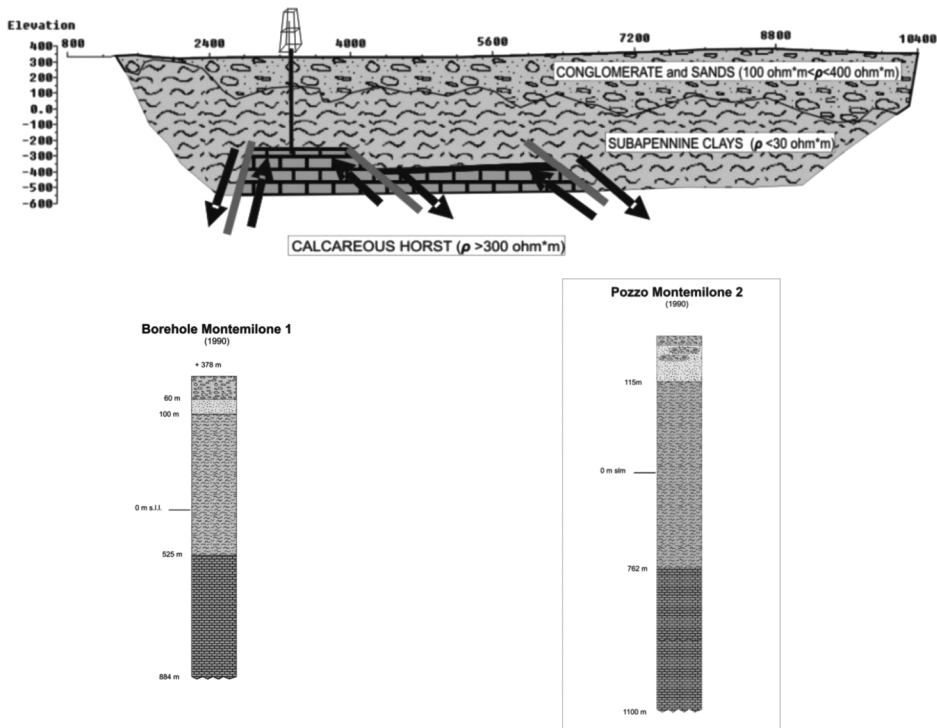 Elevation
800 2400 4000 5600 7200 8800 10400
400
300
200
100
0.0
-100
-200
-300
-400
-500
-600
CONGLOMERATE and SANDS (100 ohm*m<ρ<400 ohm*m)
SUBAPENNINE CLAYS (ρ <30 ohm*m)
CALCAREOUS HORST (ρ >300 ohm*m)
Borehole Montemilone 1
(1990)
+ 378 m
60 m
100 m
0 m s.l.l.
525 m
884 m
Pozzo Montemilone 2
(1990)
115m
0 m slm
762 m
1100 m